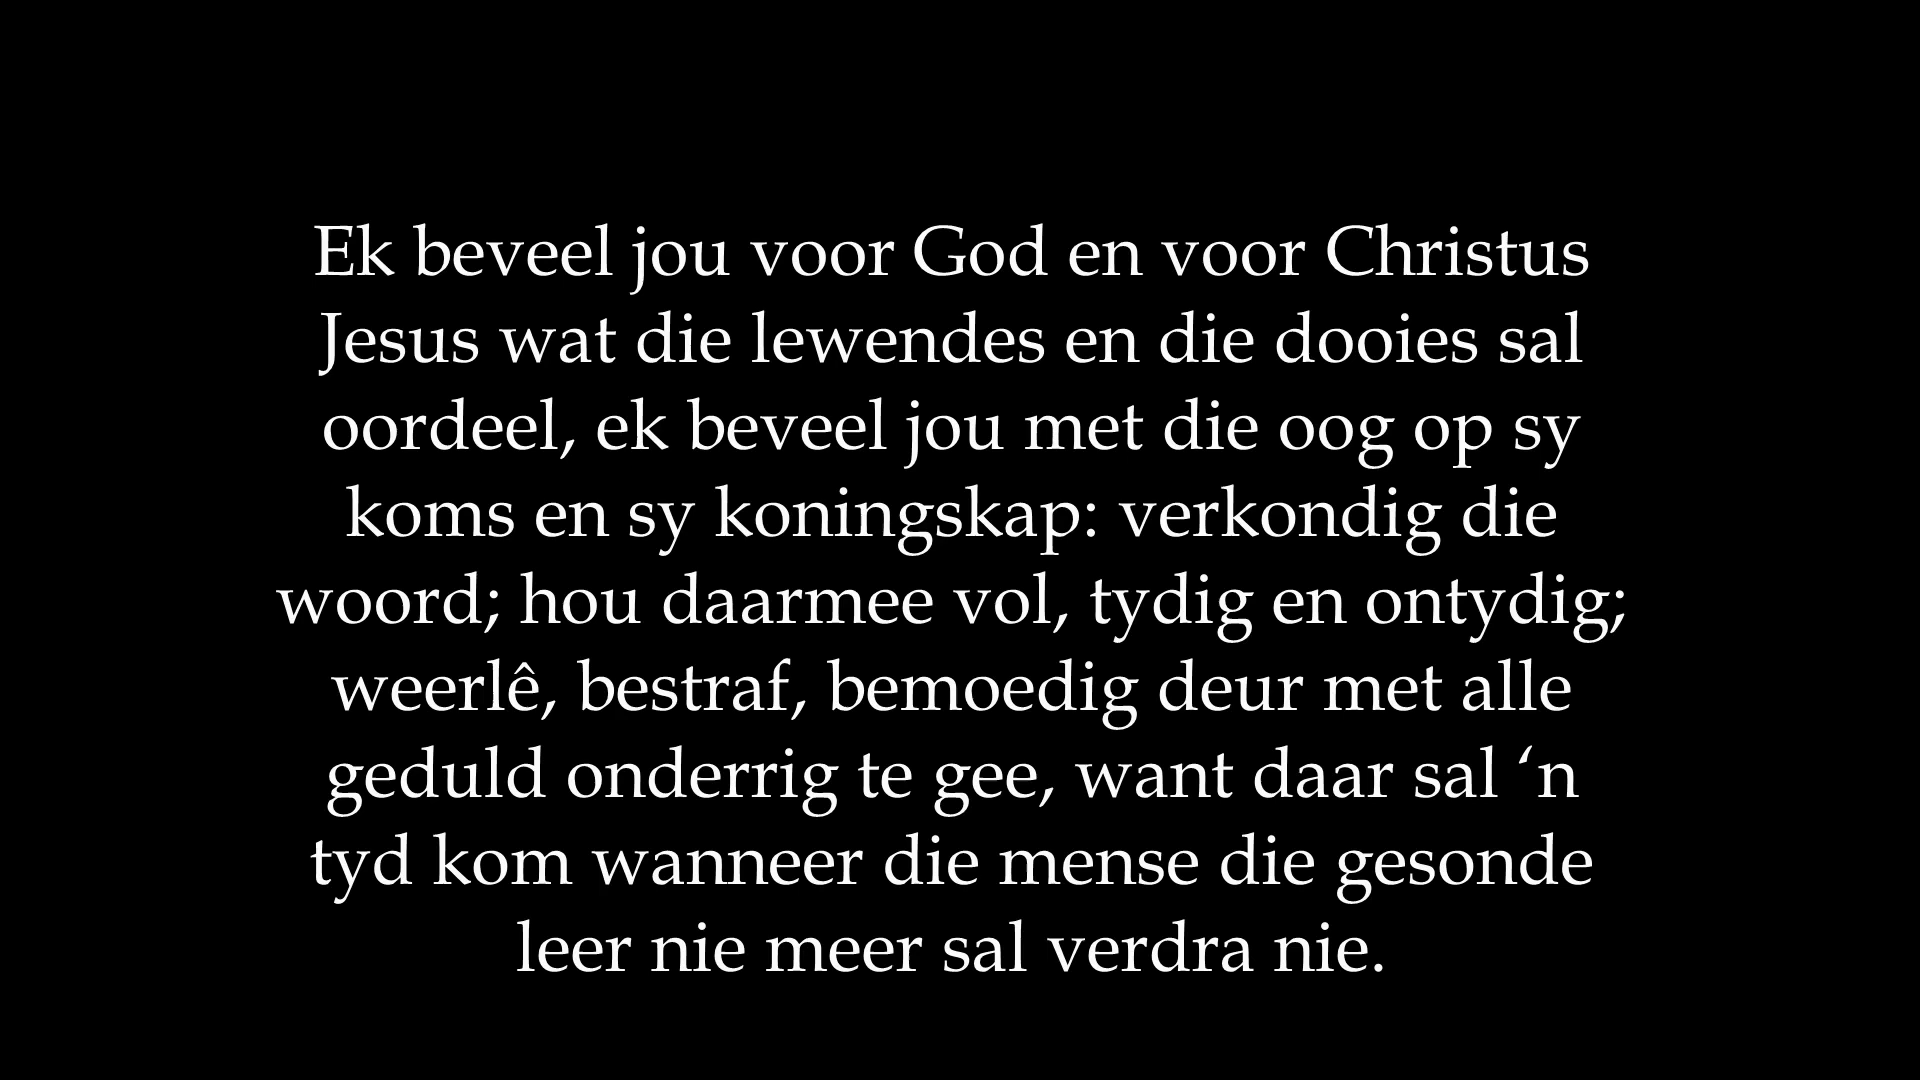 Ek beveel jou voor God en voor Christus
Jesus wat die lewendes en die dooies sal
oordeel, ek beveel jou met die oog op sy
koms en sy koningskap: verkondig die
woord; hou daarmee vol, tydig en ontydig;
weerlê, bestraf, bemoedig deur met alle
geduld onderrig te gee, want daar sal ‘n
tyd kom wanneer die mense die gesonde
leer nie meer sal verdra nie.